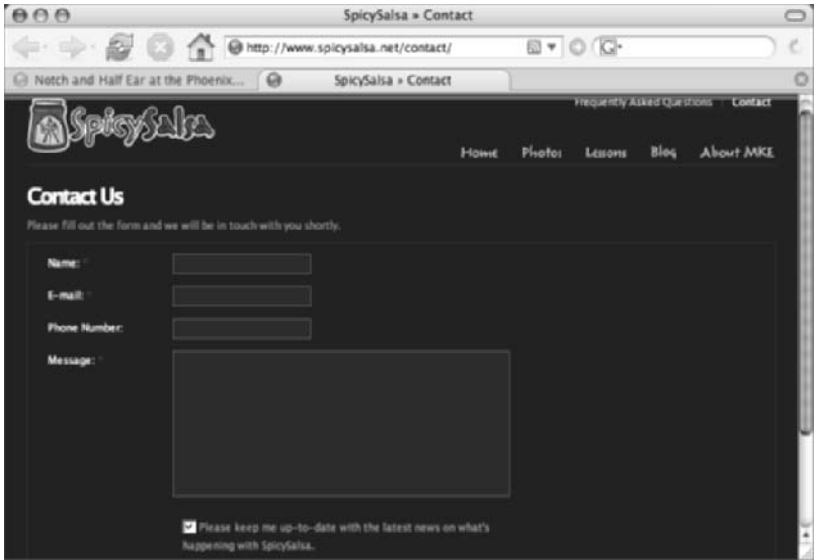 SpicySalsa » Contact
http://www.spicysalsa.net/contact/
G
Notch and Half Ear at the Phoenix...
SpicySalsa » Contact
SpicySalsa
Frequently Asked Questions
Contact
Home Photos Lessons Blog About MKE
Contact Us
Please fill out the form and we will be in touch with you shortly.
Name: *
E-mail: *
Phone Number:
Message: *
Please keep me up-to-date with the latest news on what's
happening with SpicySalsa.